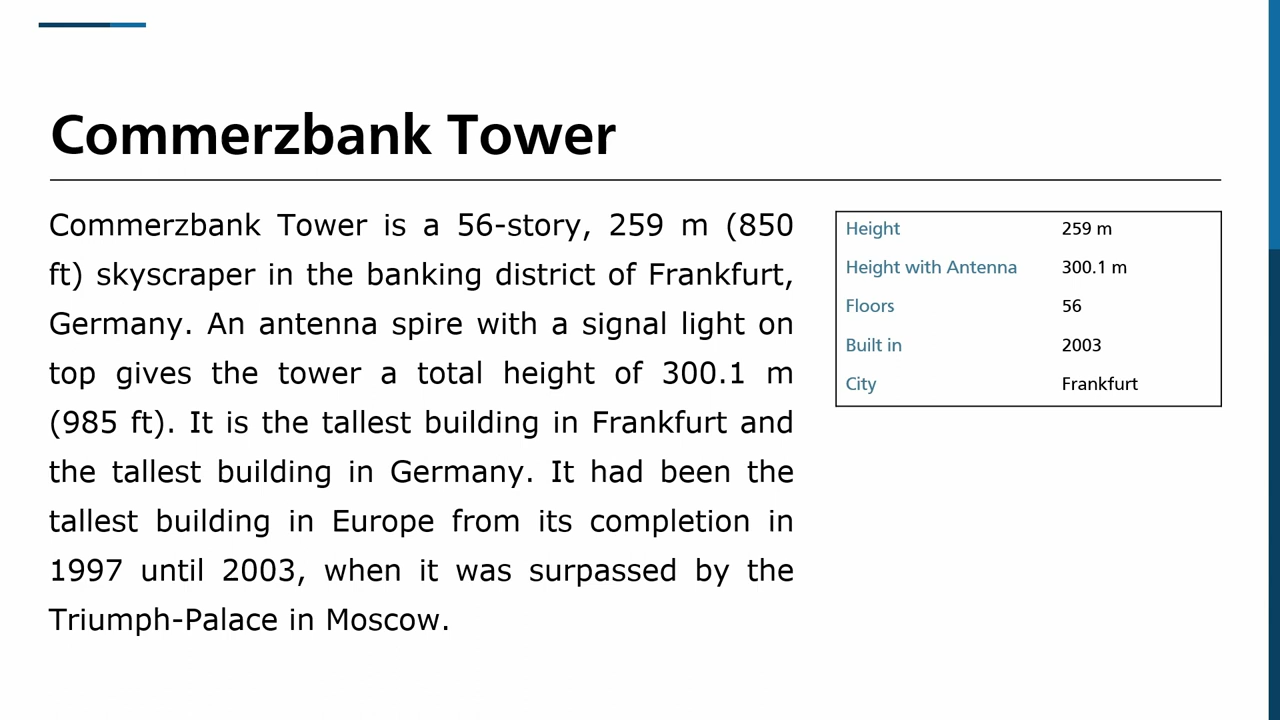 Commerzbank Tower
Commerzbank Tower is a 56-story, 259 m (850
ft) skyscraper in the banking district of Frankfurt,
Germany. An antenna spire with a signal light on
top gives the tower a total height of 300.1 m
(985 ft). It is the tallest building in Frankfurt and
the tallest building in Germany. It had been the
tallest building in Europe from its completion in
1997 until 2003, when it was surpassed by the
Triumph-Palace in Moscow.
Height 259 m
Height with Antenna 300.1 m
Floors 56
Built in 2003
City Frankfurt